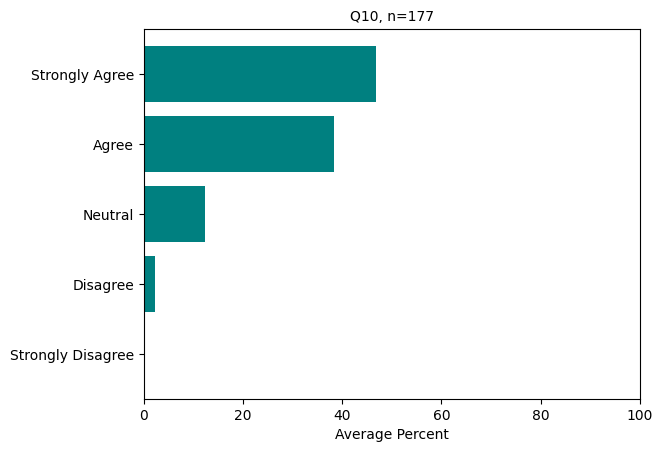 Q10, n=177
Strongly Agree
Agree
Neutral
Disagree
Strongly Disagree
0 20 40 60 80 100
Average Percent